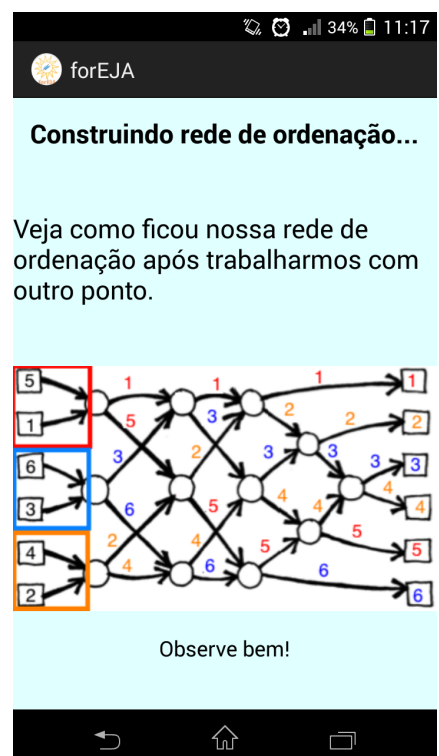 34% 11:17
forEJA
Construindo rede de ordenação...
Veja como ficou nossa rede de
ordenação após trabalharmos com
outro ponto.
5 1 1 1 1
1 5 3 2 2 2
6 3 2 3 3 3 3
3 6 5 4 4 4 4
4 2 4 5 5 5
2 4 .6 6 6
Observe bem!